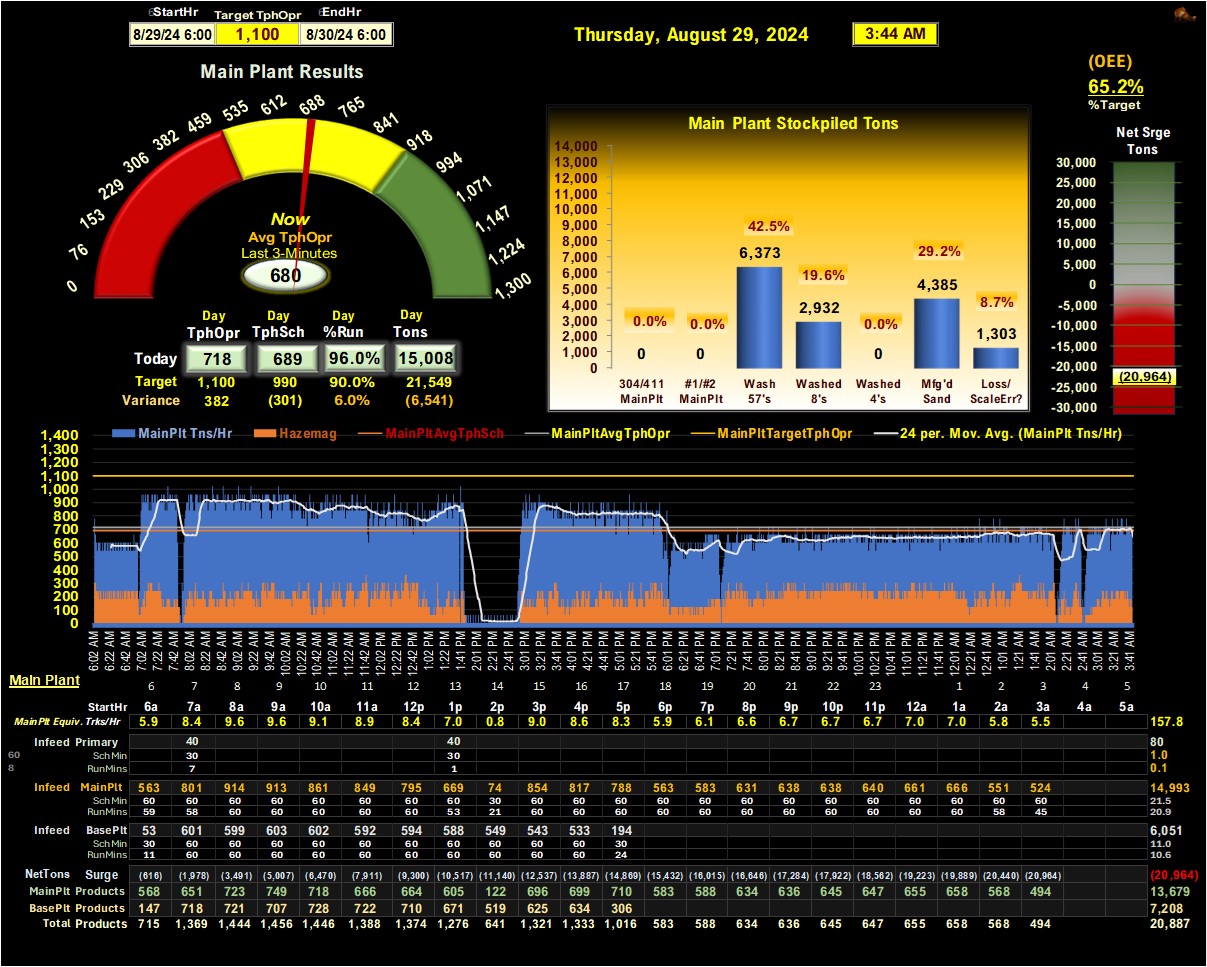 StartHr Target TphOpr EndHr
8/29/24 6:00 1,100 8/30/24 6:00
Thursday, August 29, 2024 3:44 AM
(OEE)
65.2%
%Target
Main Plant Results
0 76 153 229 306 382 459 535 612 688 765 841 918 994 1,071 1,147 1,224 1,300
Now
Avg TphOpr
Last 3-Minutes
680
Day Day Day Day
TphOpr TphSch %Run Tons
Today 718 689 96.0% 15,008
Target 1,100 990 90.0% 21,549
Variance 382 (301) 6.0% (6,541)
Main Plant Stockpiled Tons
14,000
13,000
12,000
11,000
10,000
9,000
8,000
7,000
6,000
5,000
4,000
3,000
2,000
1,000
0
0.0% 0.0% 42.5% 19.6% 0.0% 29.2% 8.7%
0 0 6,373 2,932 0 4,385 1,303
304/411 #1/#2 Wash Washed Washed Mfg'd Loss/
MainPlt MainPlt 57's 8's 4's Sand ScaleErr?
Net Srge
Tons
30,000
25,000
20,000
15,000
10,000
5,000
0
-5,000
-10,000
-15,000
-20,000
(20,964)
-25,000
-30,000
MainPlt Tns/Hr Hazemag MainPltAvgTphSch MainPltAvgTphOpr MainPltTargetTphOpr 24 per. Mov. Avg. (MainPlt Tns/Hr)
1,400
1,300
1,200
1,100
1,000
900
800
700
600
500
400
300
200
100
0
6:02 AM 6:22 AM 6:42 AM 7:02 AM 7:22 AM 7:42 AM 8:02 AM 8:22 AM 8:42 AM 9:02 AM 9:22 AM 9:42 AM 10:02 AM 10:22 AM 10:42 AM 11:02 AM 11:22 AM 11:42 AM 12:02 PM 12:22 PM 12:42 PM 1:02 PM 1:22 PM 1:41 PM 2:01 PM 2:21 PM 2:41 PM 3:01 PM 3:21 PM 3:41 PM 4:01 PM 4:21 PM 4:41 PM 5:01 PM 5:21 PM 5:41 PM 6:01 PM 6:21 PM 6:41 PM 7:01 PM 7:21 PM 7:41 PM 8:01 PM 8:21 PM 8:41 PM 9:01 PM 9:21 PM 9:41 PM 10:01 PM 10:21 PM 10:41 PM 11:01 PM 11:21 PM 11:41 PM 12:01 AM 12:21 AM 12:41 AM 1:01 AM 1:21 AM 1:41 AM 2:01 AM 2:21 AM 2:41 AM 3:01 AM 3:21 AM 3:41 AM
Main Plant
6 7 8 9 10 11 12 13 14 15 16 17 18 19 20 21 22 23 1 2 3 4 5
StartHr 6a 7a 8a 9a 10a 11a 12p 1p 2p 3p 4p 5p 6p 7p 8p 9p 10p 11p 12a 1a 2a 3a 4a 5a
MainPlt Equiv. Trks/Hr 5.9 8.4 9.6 9.6 9.1 8.9 8.4 7.0 0.8 9.0 8.6 8.3 5.9 6.1 6.6 6.7 6.7 6.7 7.0 7.0 5.8 5.5 157.8
Infeed Primary 40 40 80
60 Sch Min 30 30 1.0
8 RunMins 7 1 0.1
Infeed MainPlt 563 801 914 913 861 849 795 669 74 854 817 788 563 583 631 638 638 640 661 666 551 524 14,993
Sch Min 60 60 60 60 60 60 60 60 30 60 60 60 60 60 60 60 60 60 60 60 60 60 21.5
RunMins 59 58 60 60 60 60 60 53 21 60 60 60 60 60 60 60 60 60 60 60 58 45 20.9
Infeed BasePlt 53 601 599 603 602 592 594 588 549 543 533 194 6,051
Sch Min 30 60 60 60 60 60 60 60 60 60 60 30 11.0
RunMins 11 60 60 60 60 60 60 60 60 60 60 24 10.6
NetTons Surge (616) (1,978) (3,491) (5,007) (6,470) (7,911) (9,300) (10,517) (11,140) (12,537) (13,887) (14,869) (15,432) (16,015) (16,646) (17,284) (17,922) (18,562) (19,223) (19,889) (20,440) (20,964) (20,964)
MainPlt Products 568 651 723 749 718 666 664 605 122 696 699 710 583 588 634 636 645 647 655 658 568 494 13,679
BasePlt Products 147 718 721 707 728 722 710 671 519 625 634 306 7,208
Total Products 715 1,369 1,444 1,456 1,446 1,388 1,374 1,276 641 1,321 1,333 1,016 583 588 634 636 645 647 655 658 568 494 20,887